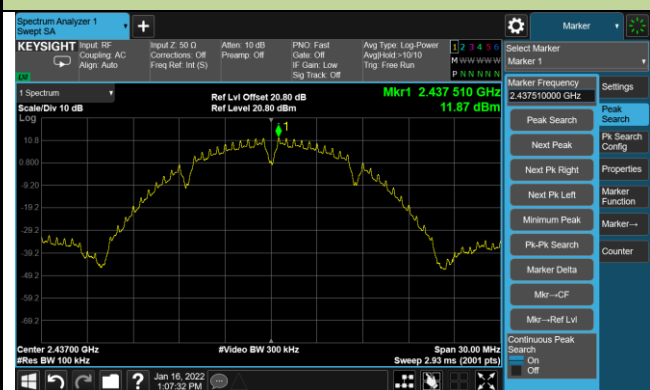 Spectrum Analyzer 1
Swept SA
+
Marker
KEYSIGHT
Input: RF
Coupling: AC
Align: Auto
Input Z: 50 Ω
Corrections: Off
Freq Ref: Int (S)
Atten: 10 dB
Preamp: Off
PNO: Fast
Gate: Off
IF Gain: Low
Sig Track: Off
Avg Type: Log-Power
Avg|Hold:>10/10
Trig: Free Run
1 2 3 4 5 6
M W W W W W
P N N N N N
LXI
Select Marker
Marker 1
1 Spectrum
Scale/Div 10 dB
Log
Ref Lvl Offset 20.80 dB
Ref Level 20.80 dBm
Mkr1 2.437 510 GHz
11.87 dBm
1
10.8
0.800
-9.20
-19.2
-29.2
-39.2
-49.2
-59.2
-69.2
Center 2.43700 GHz
#Res BW 100 kHz
#Video BW 300 kHz
Span 30.00 MHz
Sweep 2.93 ms (2001 pts)
Marker Frequency
2.437510000 GHz
Peak Search
Next Peak
Next Pk Right
Next Pk Left
Minimum Peak
Pk-Pk Search
Marker Delta
Mkr→CF
Mkr→Ref Lvl
Continuous Peak
Search
On
Off
Settings
Peak
Search
Pk Search
Config
Properties
Marker
Function
Marker→
Counter
?
Jan 16, 2022
1:07:32 PM